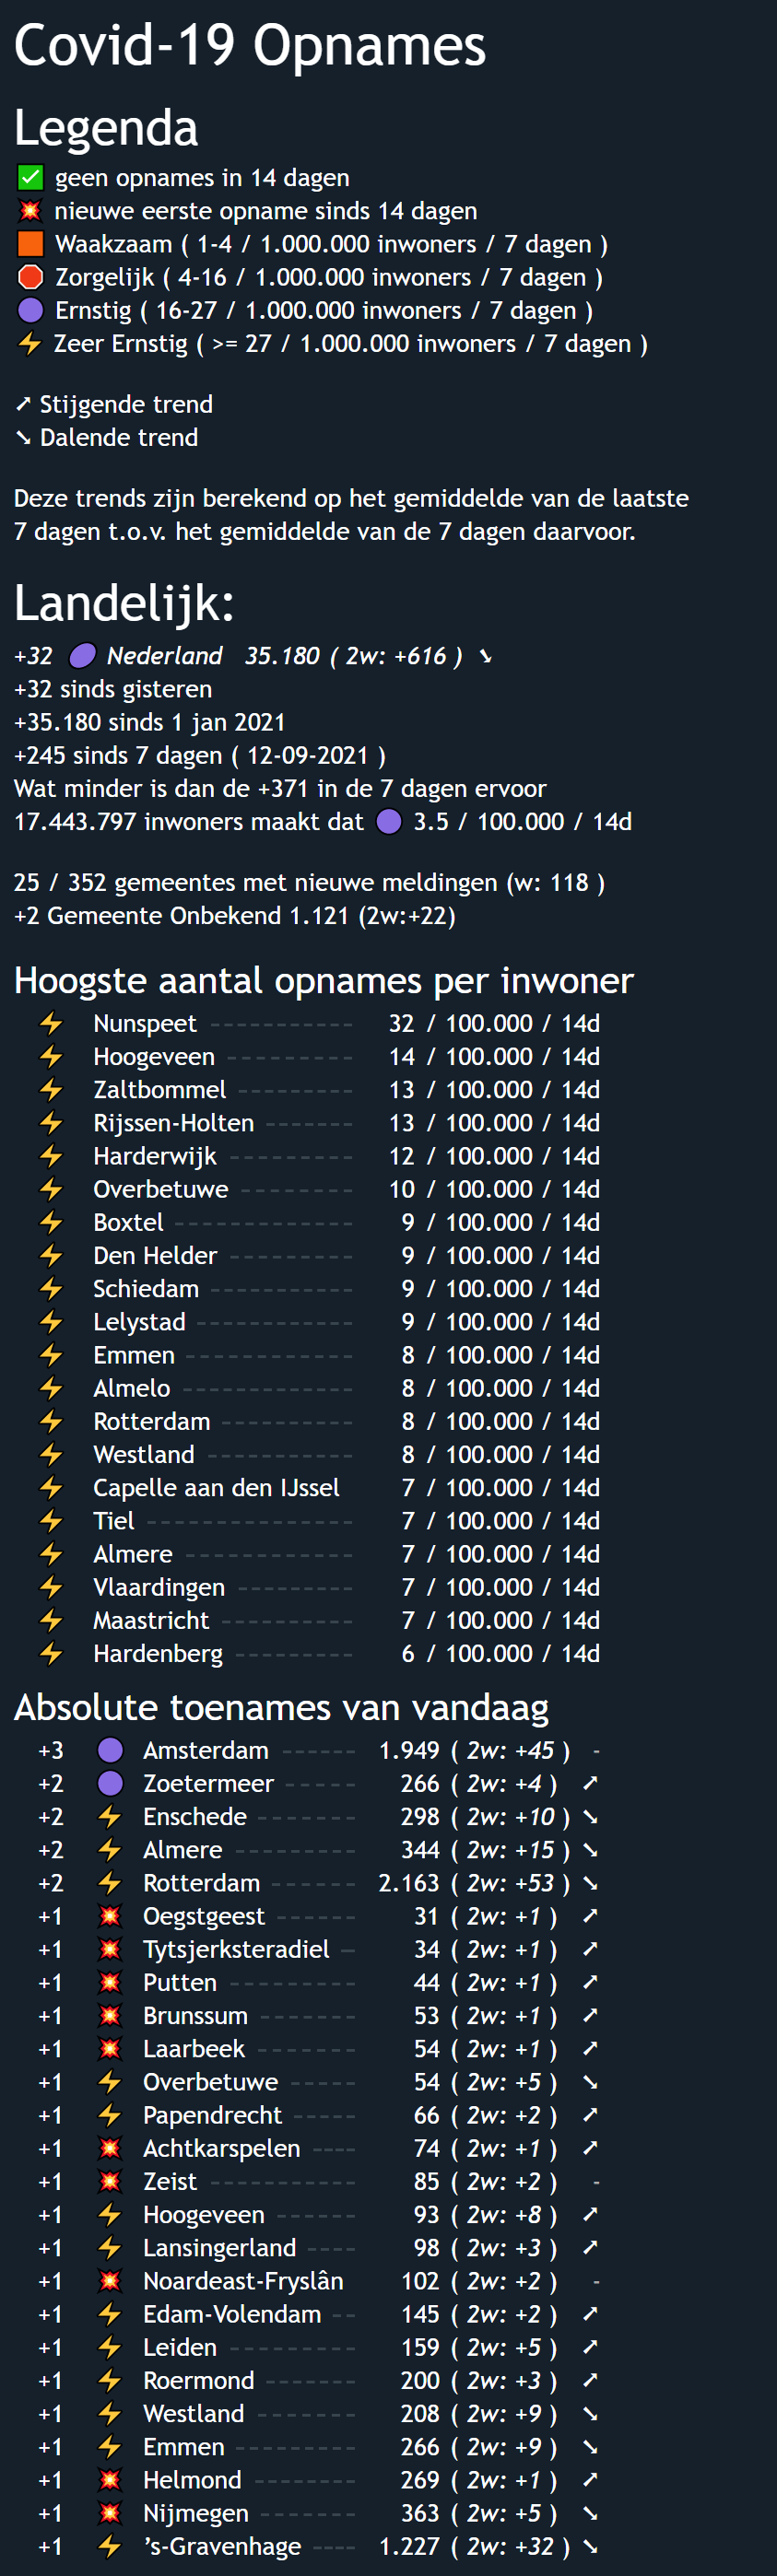 Covid-19 Opnames
Legenda
✅ geen opnames in 14 dagen
💥 nieuwe eerste opname sinds 14 dagen
🟧 Waakzaam ( 1-4 / 1.000.000 inwoners / 7 dagen )
🛑 Zorgelijk ( 4-16 / 1.000.000 inwoners / 7 dagen )
🟣 Ernstig ( 16-27 / 1.000.000 inwoners / 7 dagen )
⚡ Zeer Ernstig ( >= 27 / 1.000.000 inwoners / 7 dagen )
➚ Stijgende trend
➘ Dalende trend
Deze trends zijn berekend op het gemiddelde van de laatste
7 dagen t.o.v. het gemiddelde van de 7 dagen daarvoor.
Landelijk:
+32 🟣 Nederland 35.180 ( 2w: +616 ) ➘
+32 sinds gisteren
+35.180 sinds 1 jan 2021
+245 sinds 7 dagen ( 12-09-2021 )
Wat minder is dan de +371 in de 7 dagen ervoor
17.443.797 inwoners maakt dat 🟣 3.5 / 100.000 / 14d
25 / 352 gemeentes met nieuwe meldingen (w: 118 )
+2 Gemeente Onbekend 1.121 (2w:+22)
Hoogste aantal opnames per inwoner
⚡ Nunspeet ----------- 32 / 100.000 / 14d
⚡ Hoogeveen ---------- 14 / 100.000 / 14d
⚡ Zaltbommel --------- 13 / 100.000 / 14d
⚡ Rijssen-Holten -------- 13 / 100.000 / 14d
⚡ Harderwijk ---------- 12 / 100.000 / 14d
⚡ Overbetuwe --------- 10 / 100.000 / 14d
⚡ Boxtel -------------- 9 / 100.000 / 14d
⚡ Den Helder ---------- 9 / 100.000 / 14d
⚡ Schiedam ----------- 9 / 100.000 / 14d
⚡ Lelystad ------------ 9 / 100.000 / 14d
⚡ Emmen ------------- 8 / 100.000 / 14d
⚡ Almelo ------------- 8 / 100.000 / 14d
⚡ Rotterdam ---------- 8 / 100.000 / 14d
⚡ Westland ----------- 8 / 100.000 / 14d
⚡ Capelle aan den IJssel 7 / 100.000 / 14d
⚡ Tiel ---------------- 7 / 100.000 / 14d
⚡ Almere ------------- 7 / 100.000 / 14d
⚡ Vlaardingen --------- 7 / 100.000 / 14d
⚡ Maastricht ---------- 7 / 100.000 / 14d
⚡ Hardenberg ---------- 6 / 100.000 / 14d
Absolute toenames van vandaag
+3 🟣 Amsterdam ------ 1.949 ( 2w: +45 ) -
+2 🟣 Zoetermeer ----- 266 ( 2w: +4 ) ➚
+2 ⚡ Enschede -------- 298 ( 2w: +10 ) ➘
+2 ⚡ Almere ---------- 344 ( 2w: +15 ) ➘
+2 ⚡ Rotterdam ------- 2.163 ( 2w: +53 ) ➘
+1 💥 Oegstgeest ------ 31 ( 2w: +1 ) ➚
+1 💥 Tytsjerksteradiel - 34 ( 2w: +1 ) ➚
+1 💥 Putten ---------- 44 ( 2w: +1 ) ➚
+1 💥 Brunssum -------- 53 ( 2w: +1 ) ➚
+1 💥 Laarbeek -------- 54 ( 2w: +1 ) ➚
+1 ⚡ Overbetuwe ----- 54 ( 2w: +5 ) ➘
+1 ⚡ Papendrecht ----- 66 ( 2w: +2 ) ➚
+1 💥 Achtkarspelen ---- 74 ( 2w: +1 ) ➚
+1 💥 Zeist ------------ 85 ( 2w: +2 ) -
+1 ⚡ Hoogeveen ------ 93 ( 2w: +8 ) ➚
+1 ⚡ Lansingerland ---- 98 ( 2w: +3 ) ➚
+1 💥 Noardeast-Fryslân 102 ( 2w: +2 ) -
+1 ⚡ Edam-Volendam -- 145 ( 2w: +2 ) ➚
+1 ⚡ Leiden ---------- 159 ( 2w: +5 ) ➚
+1 ⚡ Roermond ------- 200 ( 2w: +3 ) ➚
+1 ⚡ Westland -------- 208 ( 2w: +9 ) ➘
+1 ⚡ Emmen ---------- 266 ( 2w: +9 ) ➘
+1 💥 Helmond -------- 269 ( 2w: +1 ) ➚
+1 💥 Nijmegen -------- 363 ( 2w: +5 ) ➘
+1 ⚡ ’s-Gravenhage ---- 1.227 ( 2w: +32 ) ➘